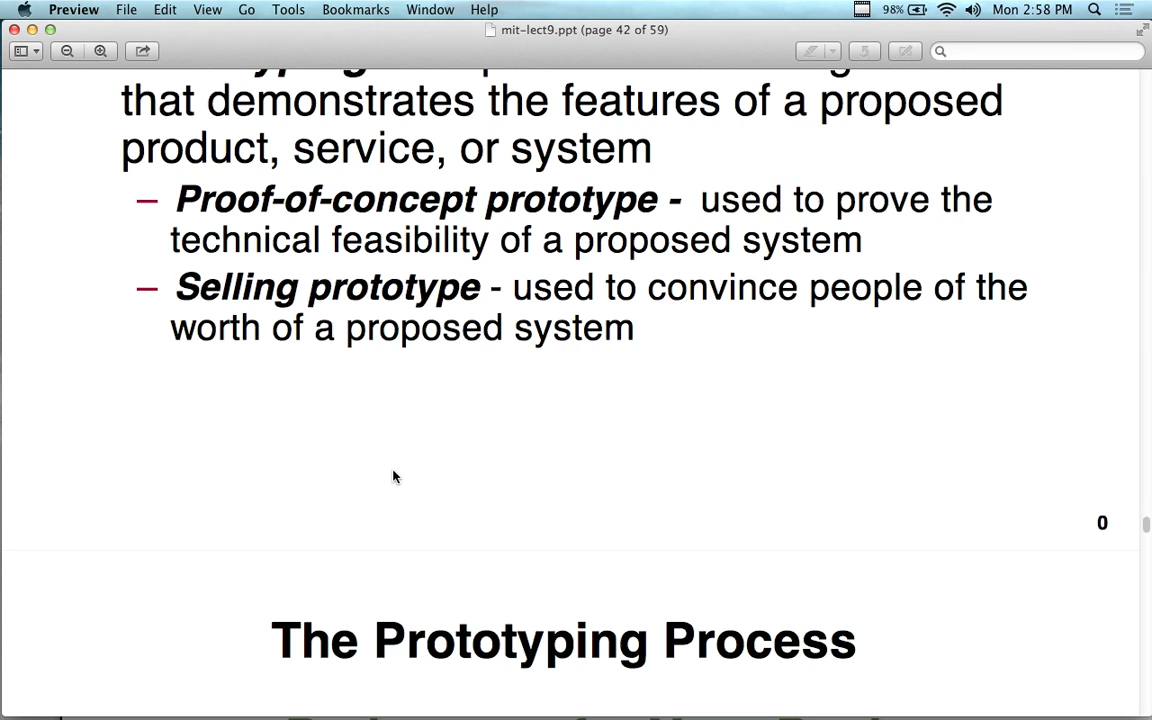 Preview File Edit View Go Tools Bookmarks Window Help 98% Mon 2:58 PM
mit-lect9.ppt (page 42 of 59)
that demonstrates the features of a proposed
product, service, or system
– Proof-of-concept prototype - used to prove the
technical feasibility of a proposed system
– Selling prototype - used to convince people of the
worth of a proposed system
0
The Prototyping Process